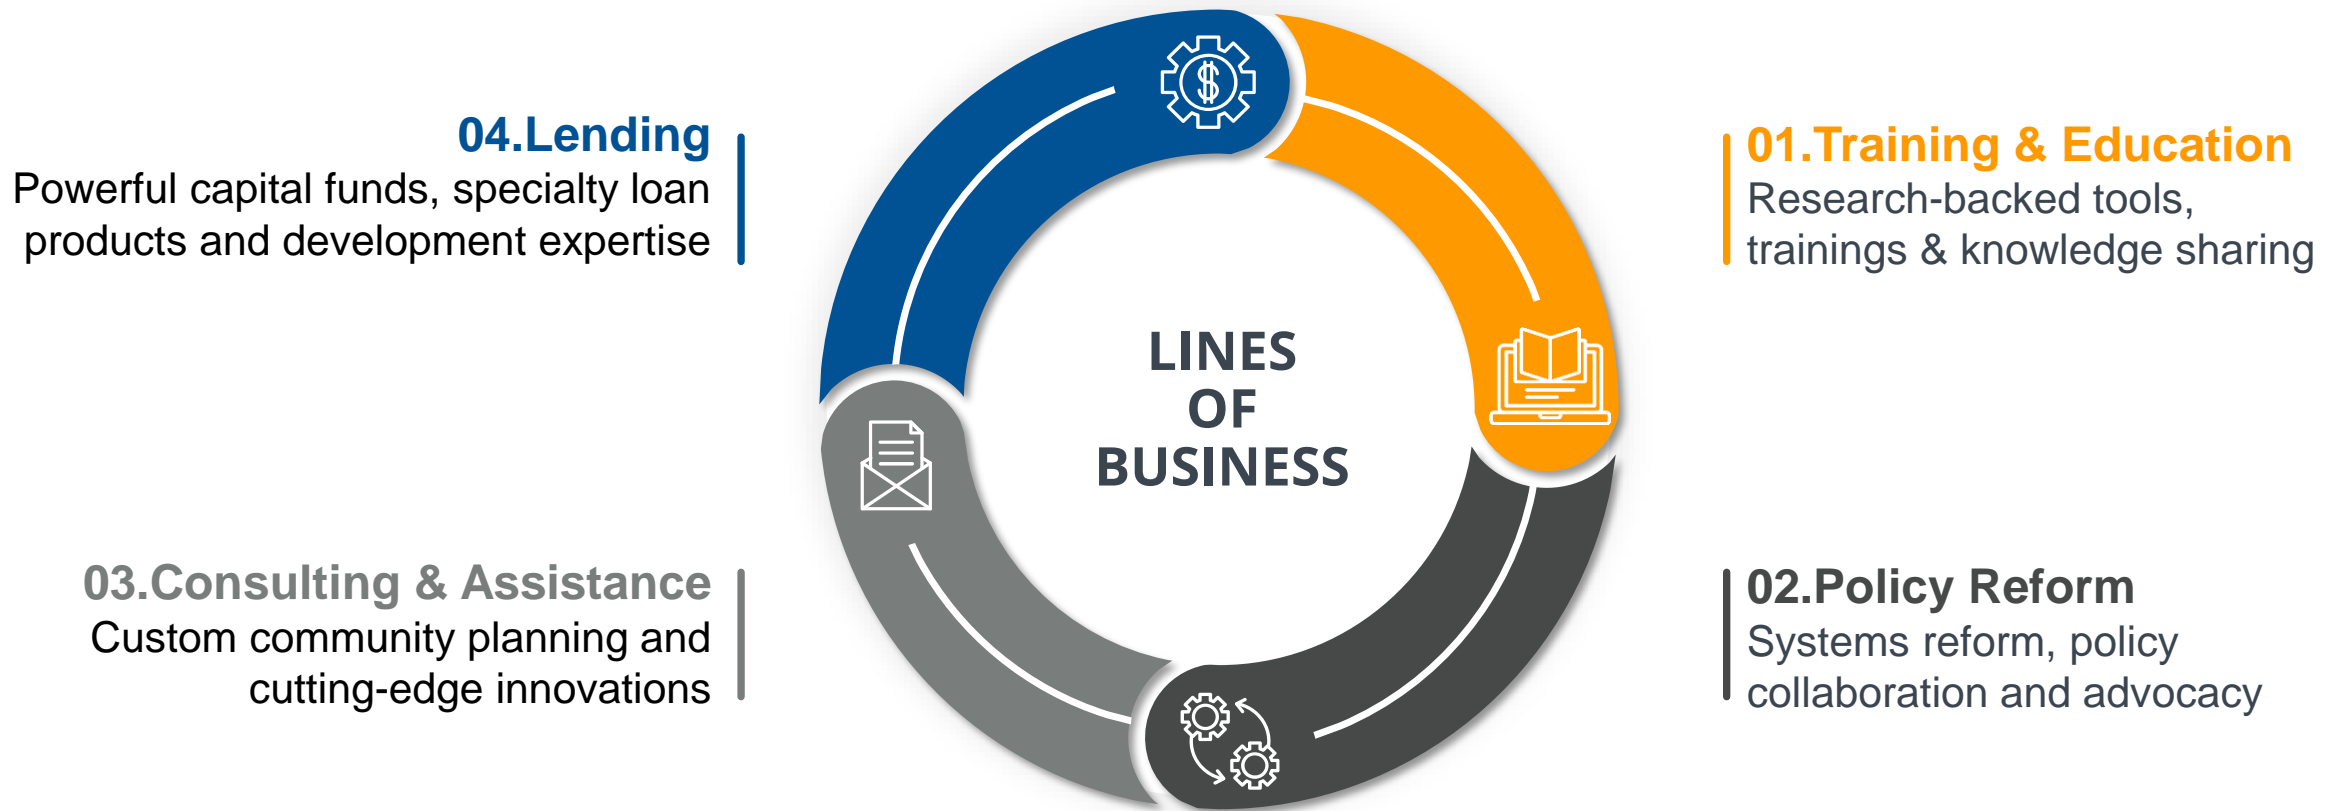 LINES
OF
BUSINESS
01.Training & Education
Research-backed tools,
trainings & knowledge sharing
02.Policy Reform
Systems reform, policy
collaboration and advocacy
03.Consulting & Assistance
Custom community planning and
cutting-edge innovations
04.Lending
Powerful capital funds, specialty loan
products and development expertise
$